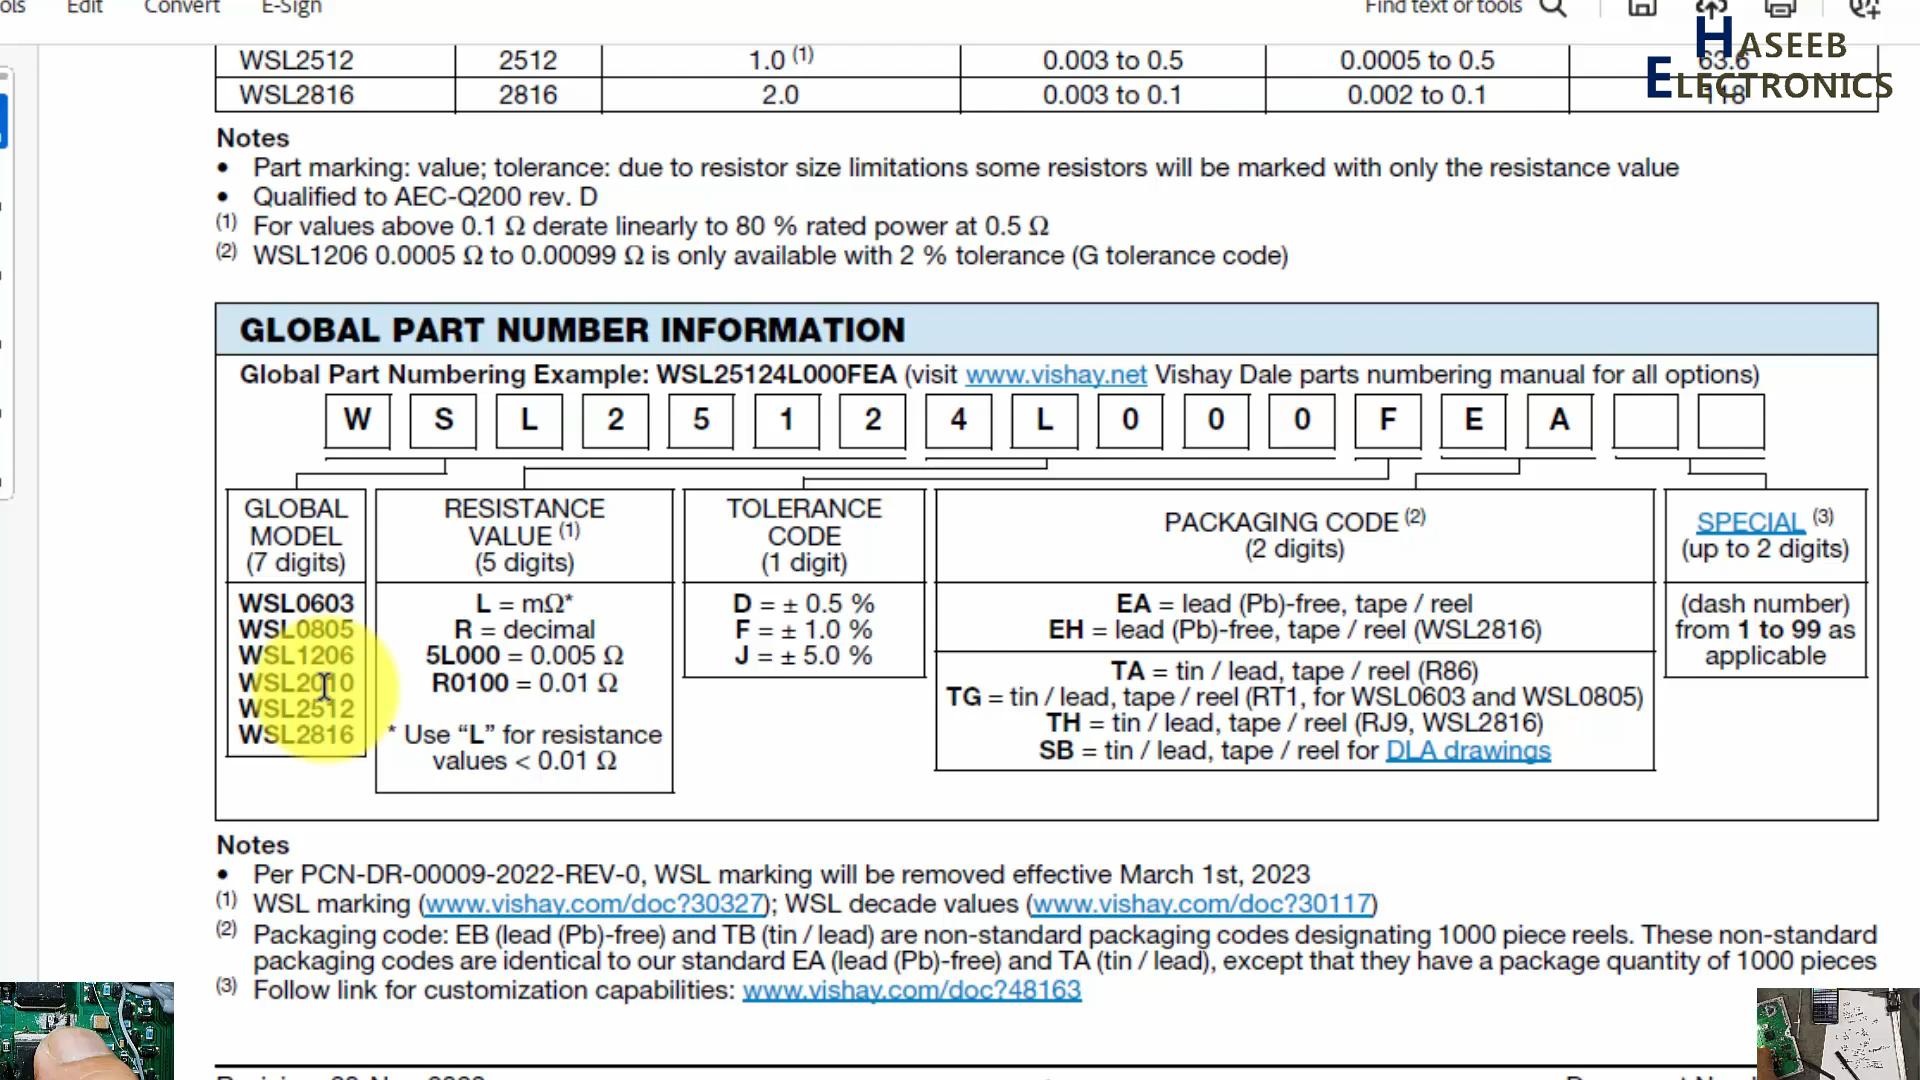 Edit Convert E-Sign Find text or tools
HASEEB
ELECTRONICS
WSL2512 2512 1.0 (1) 0.003 to 0.5 0.0005 to 0.5 63.6
WSL2816 2816 2.0 0.003 to 0.1 0.002 to 0.1 118
Notes
• Part marking: value; tolerance: due to resistor size limitations some resistors will be marked with only the resistance value
• Qualified to AEC-Q200 rev. D
(1) For values above 0.1 Ω derate linearly to 80 % rated power at 0.5 Ω
(2) WSL1206 0.0005 Ω to 0.00099 Ω is only available with 2 % tolerance (G tolerance code)
GLOBAL PART NUMBER INFORMATION
Global Part Numbering Example: WSL25124L000FEA (visit www.vishay.net Vishay Dale parts numbering manual for all options)
W S L 2 5 1 2 4 L 0 0 0 F E A
GLOBAL
MODEL
(7 digits)
WSL0603
WSL0805
WSL1206
WSL2010
WSL2512
WSL2816
RESISTANCE
VALUE (1)
(5 digits)
L = mΩ*
R = decimal
5L000 = 0.005 Ω
R0100 = 0.01 Ω
* Use “L” for resistance
values < 0.01 Ω
TOLERANCE
CODE
(1 digit)
D = ± 0.5 %
F = ± 1.0 %
J = ± 5.0 %
PACKAGING CODE (2)
(2 digits)
EA = lead (Pb)-free, tape / reel
EH = lead (Pb)-free, tape / reel (WSL2816)
TA = tin / lead, tape / reel (R86)
TG = tin / lead, tape / reel (RT1, for WSL0603 and WSL0805)
TH = tin / lead, tape / reel (RJ9, WSL2816)
SB = tin / lead, tape / reel for DLA drawings
SPECIAL (3)
(up to 2 digits)
(dash number)
from 1 to 99 as
applicable
Notes
• Per PCN-DR-00009-2022-REV-0, WSL marking will be removed effective March 1st, 2023
(1) WSL marking (www.vishay.com/doc?30327); WSL decade values (www.vishay.com/doc?30117)
(2) Packaging code: EB (lead (Pb)-free) and TB (tin / lead) are non-standard packaging codes designating 1000 piece reels. These non-standard
packaging codes are identical to our standard EA (lead (Pb)-free) and TA (tin / lead), except that they have a package quantity of 1000 pieces
(3) Follow link for customization capabilities: www.vishay.com/doc?48163